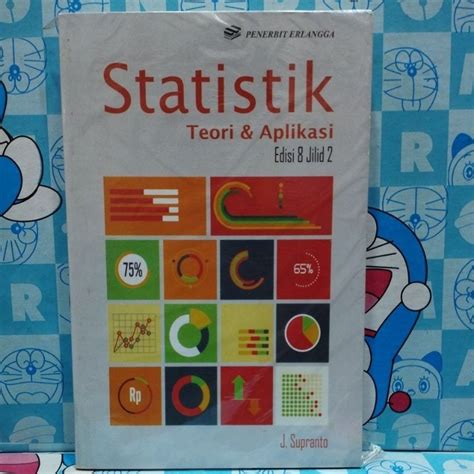 PENERBIT ERLANGGA
Statistik
Teori & Aplikasi
Edisi 8 Jilid 2
75%
65%
Rp
J. Supranto